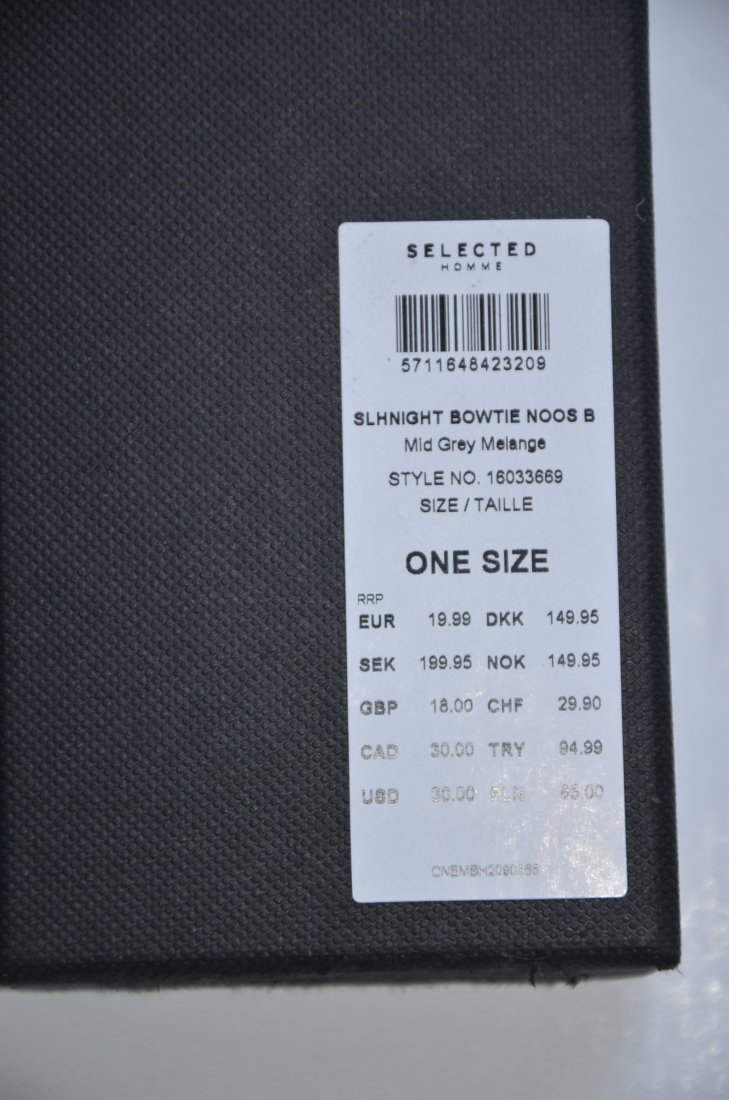 SELECTED
HOMME
5711648423209
SLHNIGHT BOWTIE NOOS B
Mid Grey Melange
STYLE NO. 16033669
SIZE / TAILLE
ONE SIZE
RRP
EUR 19.99 DKK 149.95
SEK 199.95 NOK 149.95
GBP 18.00 CHF 29.90
CAD 30.00 TRY 94.99
USD 30.00 PLN